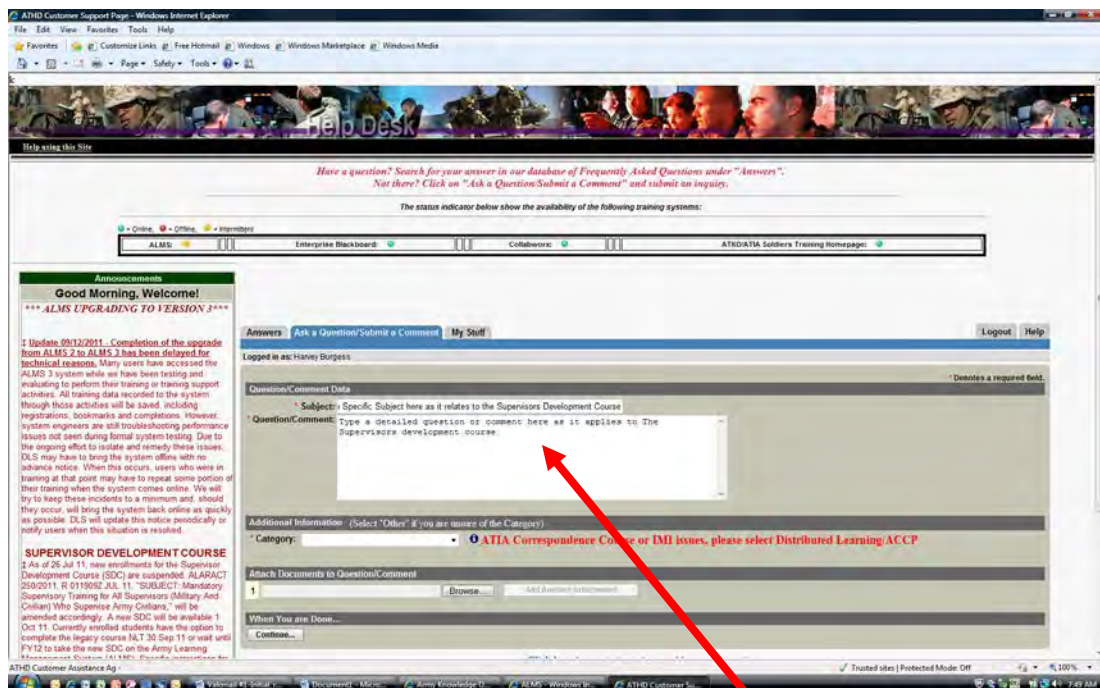 ATHD Customer Support Page - Windows Internet Explorer
File Edit View Favorites Tools Help
Favorites Customize Links Free Hotmail Windows Windows Marketplace Windows Media
Page Safety Tools
Help Desk
Help using this Site
Have a question? Search for your answer in our database of Frequently Asked Questions under "Answers".
Not there? Click on "Ask a Question/Submit a Comment" and submit an inquiry.
The status indicator below show the availability of the following training systems:
= Online, = Offline, = Intermittent
ALMS: Enterprise Blackboard: Collabworx: ATKO/ATIA Soldiers Training Homepage:
Announcements
Good Morning, Welcome!
*** ALMS UPGRADING TO VERSION 3***
‡ Update 09/12/2011 - Completion of the upgrade
from ALMS 2 to ALMS 3 has been delayed for
technical reasons. Many users have accessed the
ALMS 3 system while we have been testing and
evaluating to perform their training or training support
activities. All training data recorded to the system
through those activities will be saved, including
registrations, bookmarks and completions. However,
system engineers are still troubleshooting performance
issues not seen during formal system testing. Due to
the ongoing effort to isolate and remedy these issues,
DLS may have to bring the system offline with no
advance notice. When this occurs, users who were in
training at that point may have to repeat some portion of
their training when the system comes online. We will
try to keep these incidents to a minimum and, should
they occur, will bring the system back online as quickly
as possible. DLS will update this notice periodically or
notify users when this situation is resolved.
SUPERVISOR DEVELOPMENT COURSE
‡ As of 26 Jul 11, new enrollments for the Supervisor
Development Course (SDC) are suspended. ALARACT
250/2011, R 011905Z JUL 11, "SUBJECT: Mandatory
Supervisory Training for All Supervisors (Military And
Civilian) Who Supervise Army Civilians," will be
amended accordingly. A new SDC will be available 1
Oct 11. Currently enrolled students have the option to
complete the legacy course NLT 30 Sep 11 or wait until
FY12 to take the new SDC on the Army Learning
Answers Ask a Question/Submit a Comment My Stuff Logout Help
Logged in as: Harvey Burgess
* Denotes a required field.
Question/Comment Data
* Subject: Specific Subject here as it relates to the Supervisors Development Course
* Question/Comment: Type a detailed question or comment here as it applies to The
Supervisors development course
Additional Information (Select "Other" if you are unsure of the Category)
* Category: ATIA Correspondence Course or IMI issues, please select Distributed Learning/ACCP
Attach Documents to Question/Comment
1 Browse... Add Another Attachment
When You are Done...
Continue...
ATHD Customer Assistance Ag - Trusted sites | Protected Mode: Off 100%
Document1 - Micro... Army Knowledge O... ALMS - Windows In... ATHD Customer Su... 7:49 AM